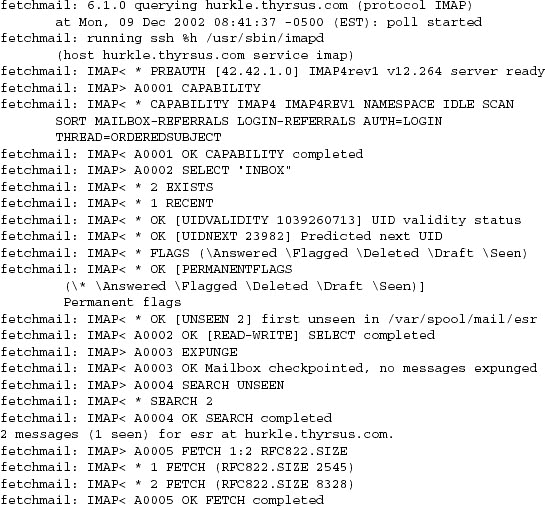 fetchmail: 6.1.0 querying hurkle.thyrsus.com (protocol IMAP)
at Mon, 09 Dec 2002 08:41:37 -0500 (EST): poll started
fetchmail: running ssh %h /usr/sbin/imapd
(host hurkle.thyrsus.com service imap)
fetchmail: IMAP< * PREAUTH [42.42.1.0] IMAP4rev1 v12.264 server ready
fetchmail: IMAP> A0001 CAPABILITY
fetchmail: IMAP< * CAPABILITY IMAP4 IMAP4REV1 NAMESPACE IDLE SCAN
SORT MAILBOX-REFERRALS LOGIN-REFERRALS AUTH=LOGIN
THREAD=ORDEREDSUBJECT
fetchmail: IMAP< A0001 OK CAPABILITY completed
fetchmail: IMAP> A0002 SELECT "INBOX"
fetchmail: IMAP< * 2 EXISTS
fetchmail: IMAP< * 1 RECENT
fetchmail: IMAP< * OK [UIDVALIDITY 1039260713] UID validity status
fetchmail: IMAP< * OK [UIDNEXT 23982] Predicted next UID
fetchmail: IMAP< * FLAGS (\Answered \Flagged \Deleted \Draft \Seen)
fetchmail: IMAP< * OK [PERMANENTFLAGS
(\* \Answered \Flagged \Deleted \Draft \Seen)]
Permanent flags
fetchmail: IMAP< * OK [UNSEEN 2] first unseen in /var/spool/mail/esr
fetchmail: IMAP< A0002 OK [READ-WRITE] SELECT completed
fetchmail: IMAP> A0003 EXPUNGE
fetchmail: IMAP< A0003 OK Mailbox checkpointed, no messages expunged
fetchmail: IMAP> A0004 SEARCH UNSEEN
fetchmail: IMAP< * SEARCH 2
fetchmail: IMAP< A0004 OK SEARCH completed
2 messages (1 seen) for esr at hurkle.thyrsus.com.
fetchmail: IMAP> A0005 FETCH 1:2 RFC822.SIZE
fetchmail: IMAP< * 1 FETCH (RFC822.SIZE 2545)
fetchmail: IMAP< * 2 FETCH (RFC822.SIZE 8328)
fetchmail: IMAP< A0005 OK FETCH completed